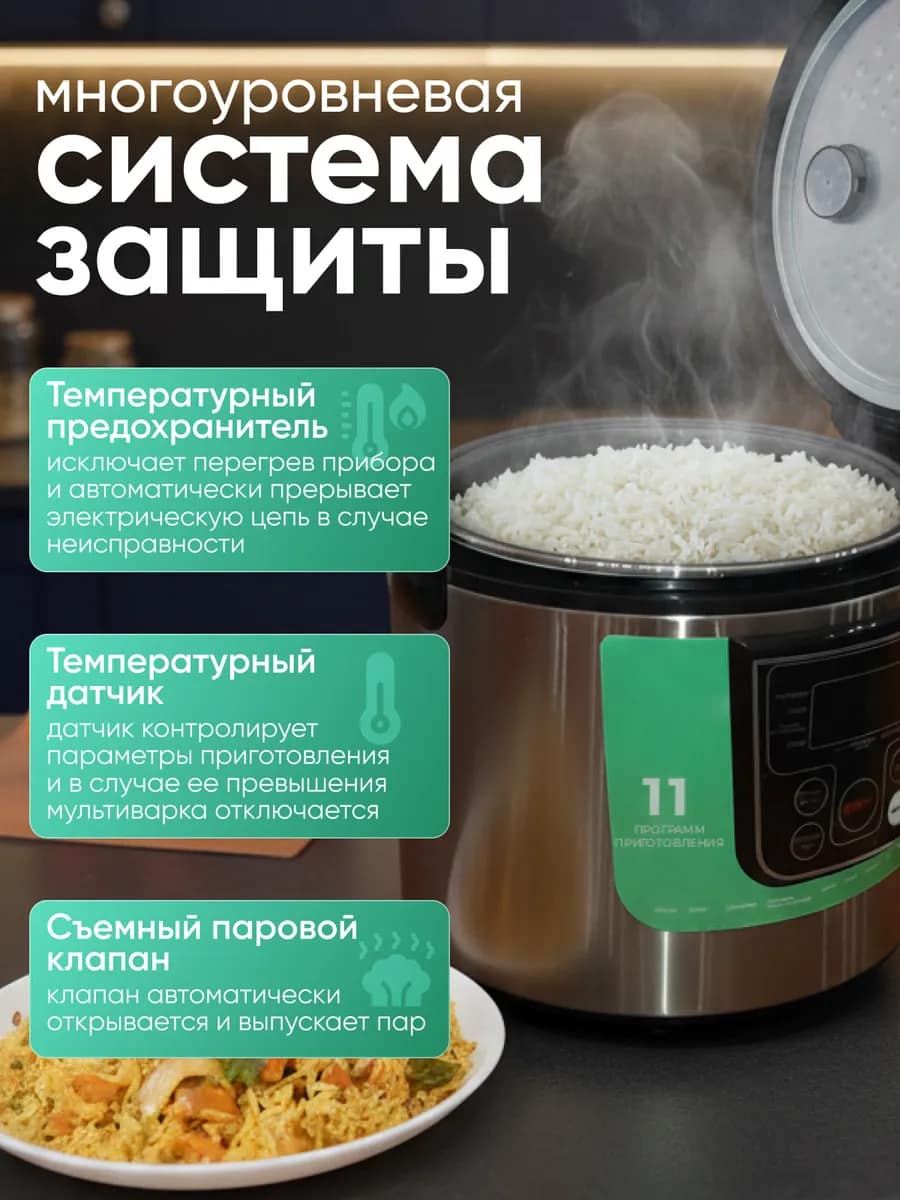 многоуровневая
система
защиты
Температурный
предохранитель
исключает перегрев прибора
и автоматически прерывает
электрическую цепь в случае
неисправности
Температурный
датчик
датчик контролирует
параметры приготовления
и в случае ее превышения
мультиварка отключается
11
ПРОГРАММ
ПРИГОТОВЛЕНИЯ
Съемный паровой
клапан
клапан автоматически
открывается и выпускает пар